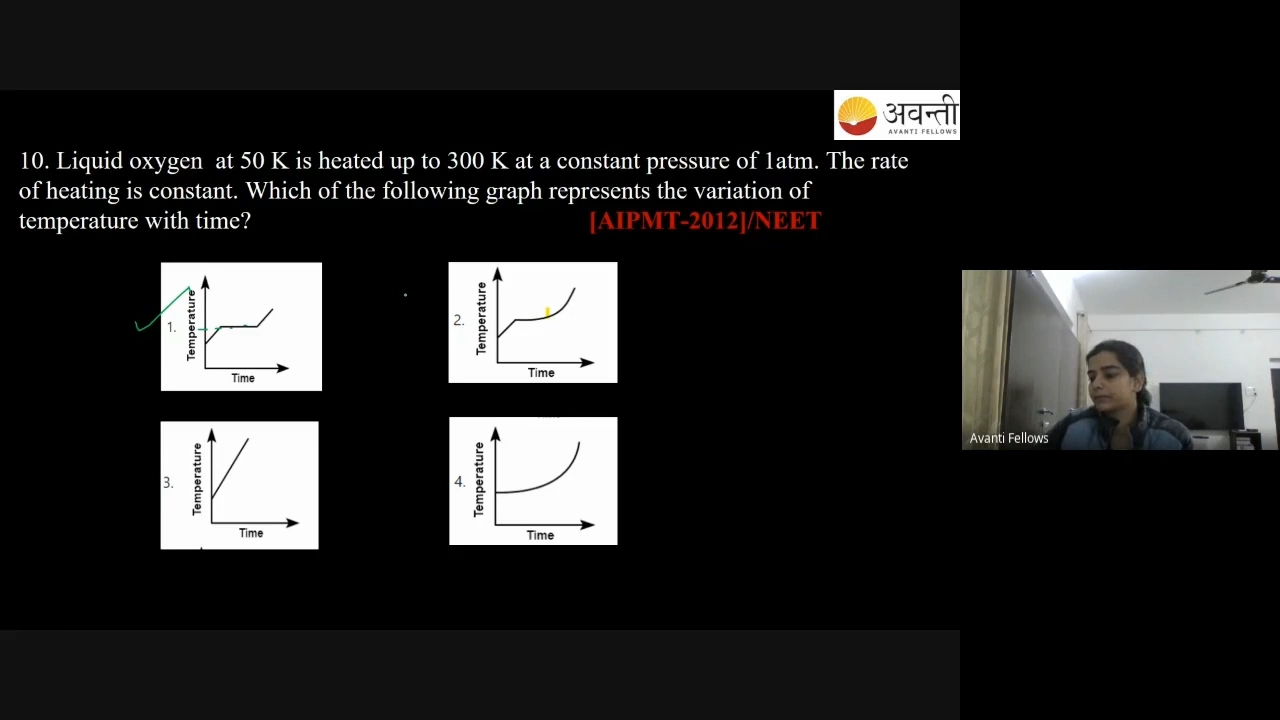 अवन्ती
AVANTI FELLOWS
10. Liquid oxygen at 50 K is heated up to 300 K at a constant pressure of 1atm. The rate
of heating is constant. Which of the following graph represents the variation of
temperature with time?
[AIPMT-2012]/NEET
1.
Temperature
Time
2.
Temperature
Time
3.
Temperature
Time
4.
Temperature
Time
Avanti Fellows